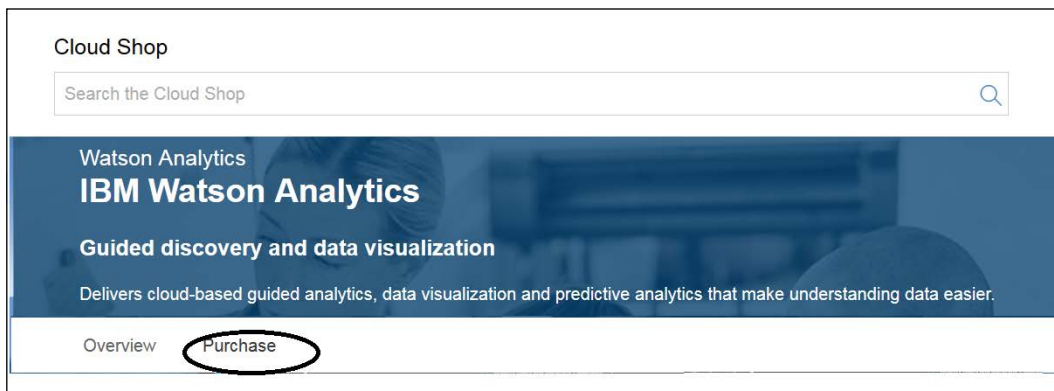 Cloud Shop
Search the Cloud Shop
Watson Analytics
IBM Watson Analytics
Guided discovery and data visualization
Delivers cloud-based guided analytics, data visualization and predictive analytics that make understanding data easier.
Overview Purchase